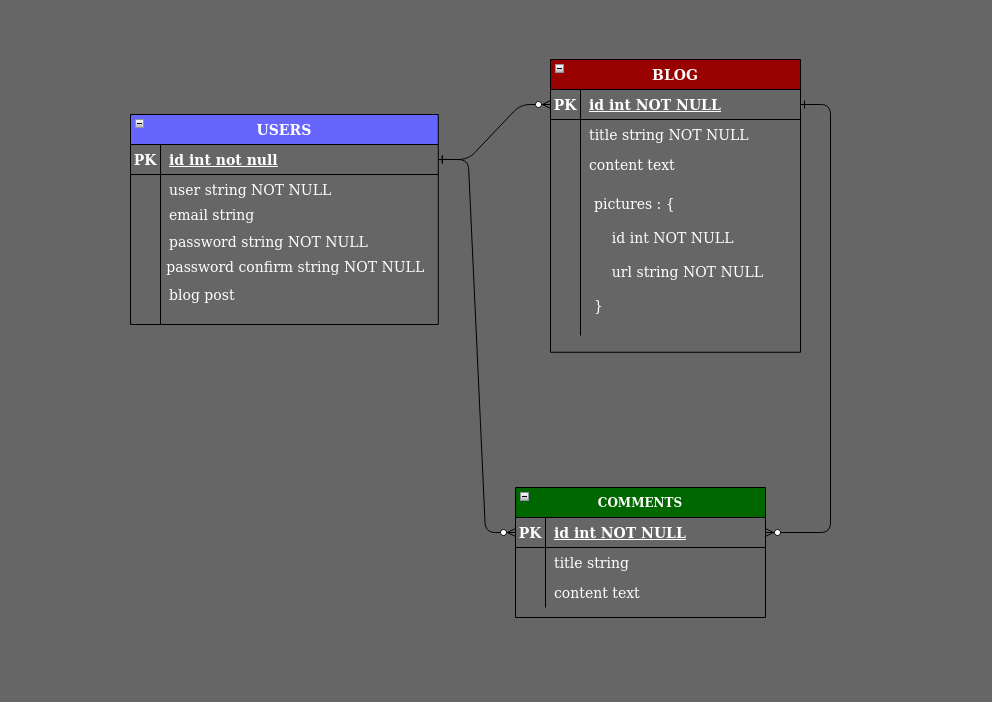 USERS
PK id int not null
user string NOT NULL
email string
password string NOT NULL
password confirm string NOT NULL
blog post
BLOG
PK id int NOT NULL
title string NOT NULL
content text
pictures : {
id int NOT NULL
url string NOT NULL
}
COMMENTS
PK id int NOT NULL
title string
content text